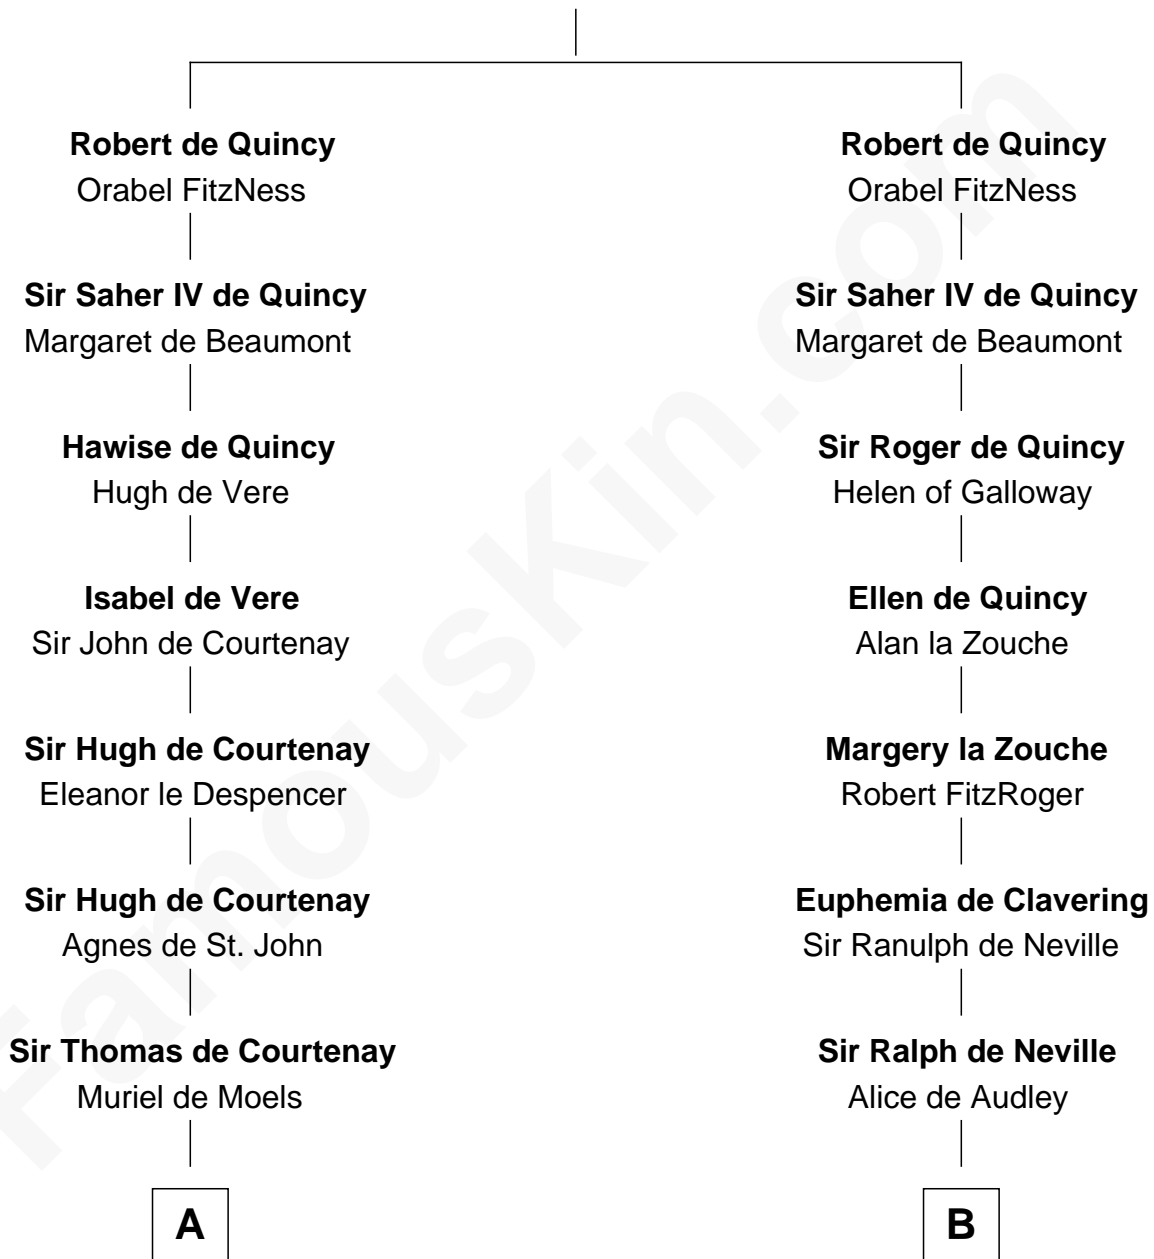 Robert de Quincy
Orabel FitzNess
Sir Saher IV de Quincy
Margaret de Beaumont
Hawise de Quincy
Hugh de Vere
Isabel de Vere
Sir John de Courtenay
Sir Hugh de Courtenay
Eleanor le Despencer
Sir Hugh de Courtenay
Agnes de St. John
Sir Thomas de Courtenay
Muriel de Moels
A
Robert de Quincy
Orabel FitzNess
Sir Saher IV de Quincy
Margaret de Beaumont
Sir Roger de Quincy
Helen of Galloway
Ellen de Quincy
Alan la Zouche
Margery la Zouche
Robert FitzRoger
Euphemia de Clavering
Sir Ranulph de Neville
Sir Ralph de Neville
Alice de Audley
B
FamousKin.com